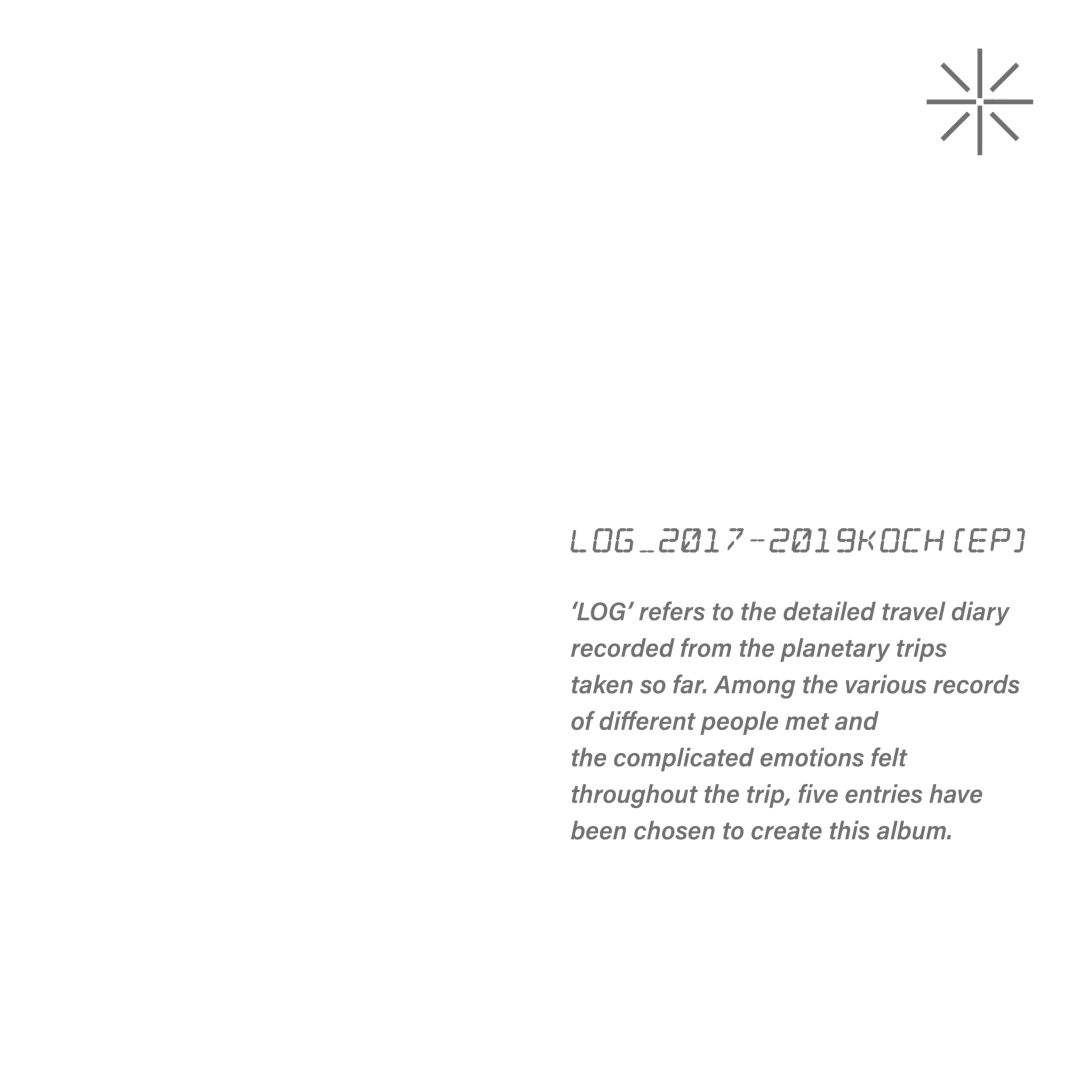 LOG_2017-2019KOCH(EP)
‘LOG’ refers to the detailed travel diary
recorded from the planetary trips
taken so far. Among the various records
of different people met and
the complicated emotions felt
throughout the trip, five entries have
been chosen to create this album.